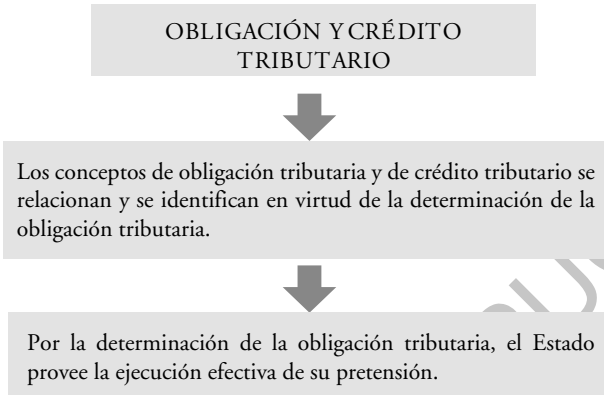 OBLIGACIÓN Y CRÉDITO
TRIBUTARIO
Los conceptos de obligación tributaria y de crédito tributario se
relacionan y se identifican en virtud de la determinación de la
obligación tributaria.
Por la determinación de la obligación tributaria, el Estado
provee la ejecución efectiva de su pretensión.